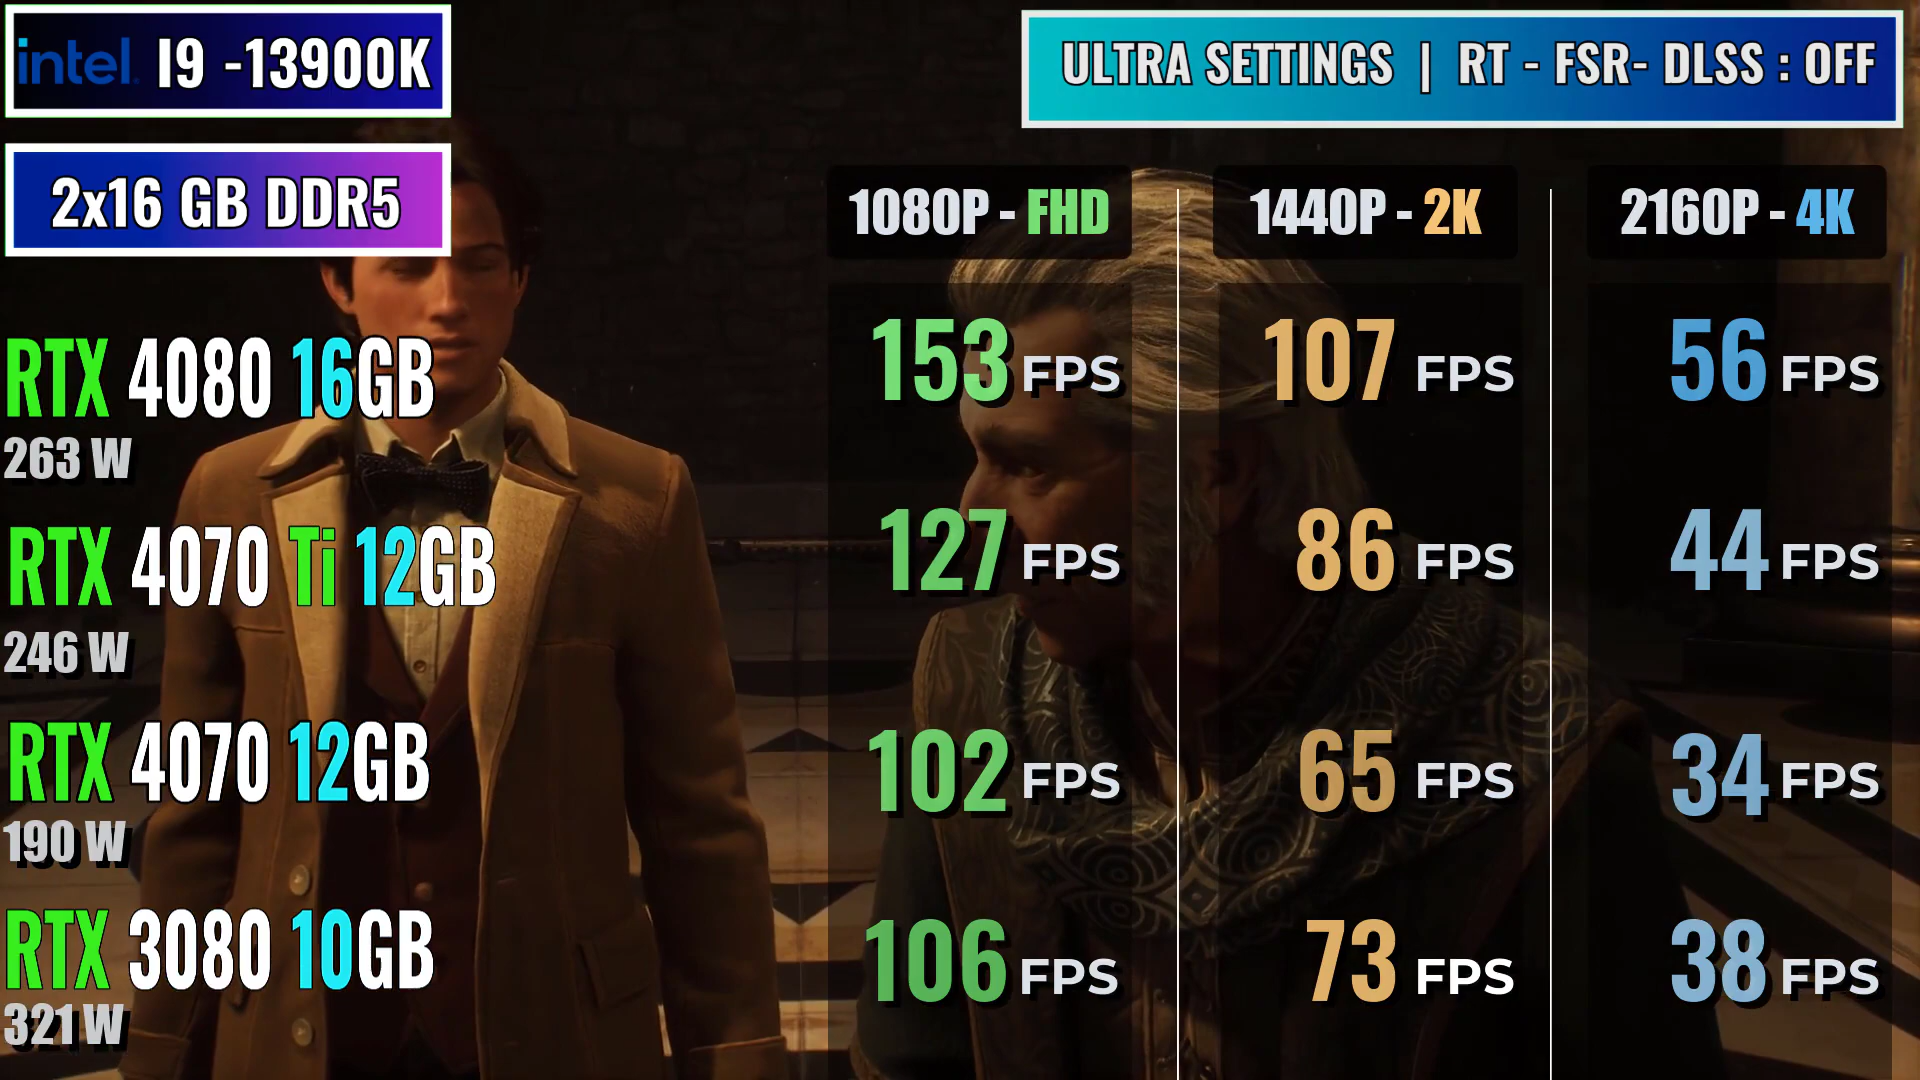 intel. I9 -13900K
ULTRA SETTINGS | RT - FSR- DLSS : OFF
2x16 GB DDR5
1080P - FHD 1440P - 2K 2160P - 4K
RTX 4080 16GB 153 FPS 107 FPS 56 FPS
263 W
RTX 4070 Ti 12GB 127 FPS 86 FPS 44 FPS
246 W
RTX 4070 12GB 102 FPS 65 FPS 34 FPS
190 W
RTX 3080 10GB 106 FPS 73 FPS 38 FPS
321 W